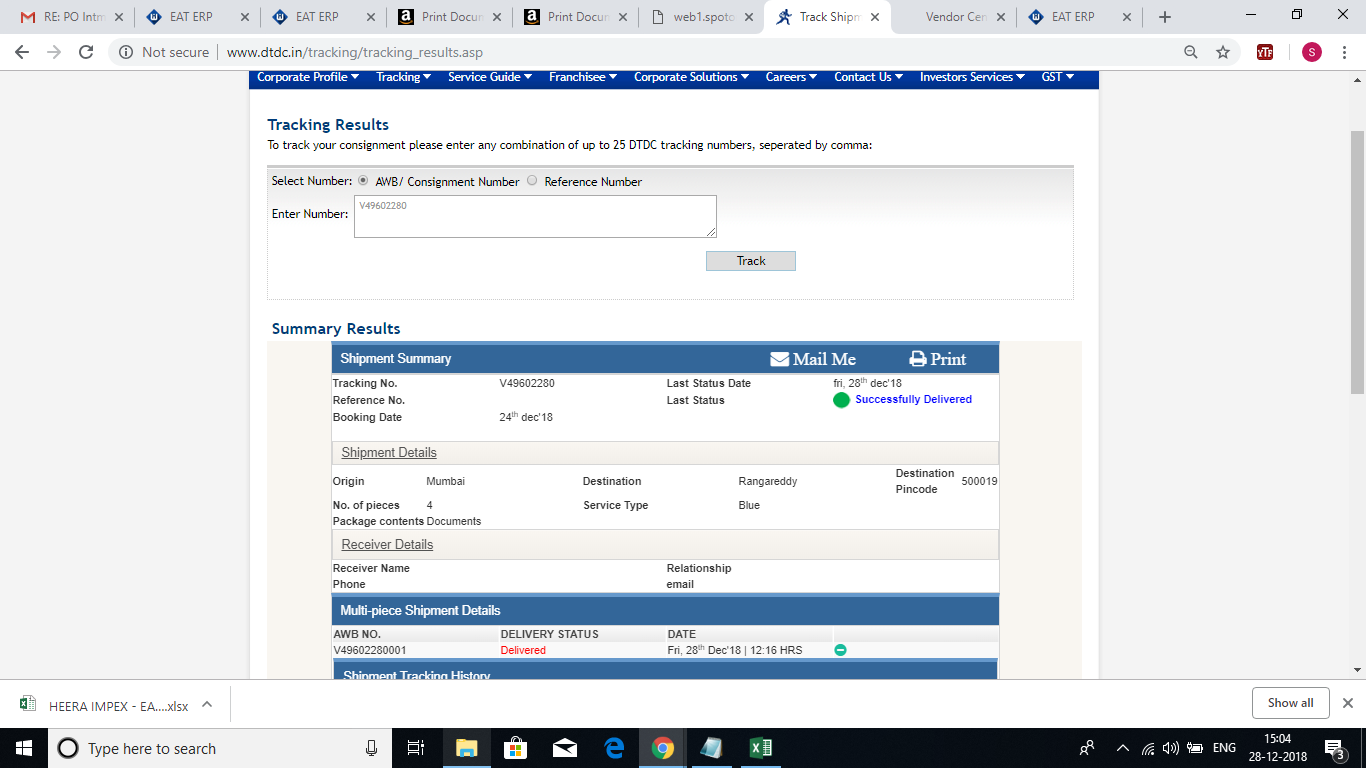 RE: PO Intm
EAT ERP
EAT ERP
Print Docum
Print Docum
web1.spoto
Track Shipm
Vendor Cen
EAT ERP
Not secure
www.dtdc.in/tracking/tracking_results.asp
YTF
S
Corporate Profile Tracking Service Guide Franchisee Corporate Solutions Careers Contact Us Investors Services GST
Tracking Results
To track your consignment please enter any combination of up to 25 DTDC tracking numbers, seperated by comma:
Select Number: AWB/ Consignment Number Reference Number
Enter Number: V49602280
Track
Summary Results
Shipment Summary Mail Me Print
Tracking No. V49602280 Last Status Date fri, 28th dec'18
Reference No. Last Status Successfully Delivered
Booking Date 24th dec'18
Shipment Details
Origin Mumbai Destination Rangareddy Destination Pincode 500019
No. of pieces 4 Service Type Blue
Package contents Documents
Receiver Details
Receiver Name Relationship
Phone email
Multi-piece Shipment Details
AWB NO. DELIVERY STATUS DATE
V49602280001 Delivered Fri, 28th Dec'18 | 12:16 HRS
Shipment Tracking History
HEERA IMPEX - EA....xlsx
Show all
Type here to search
ENG
15:04
28-12-2018
3